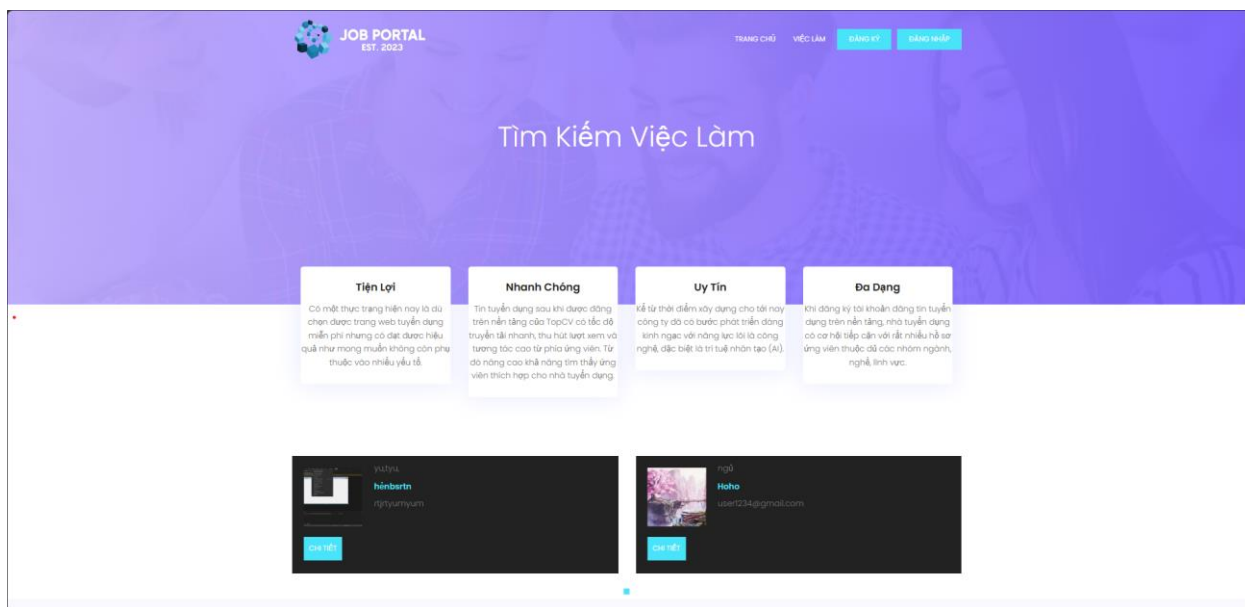 JOB PORTAL
EST. 2023
TRANG CHỦ
VIỆC LÀM
ĐĂNG KÝ
ĐĂNG NHẬP
Tìm Kiếm Việc Làm
Tiện Lợi
Có một thực trạng hiện nay là dù
chọn được trang web tuyển dụng
miễn phí nhưng có đạt được hiệu
quả như mong muốn không còn phụ
thuộc vào nhiều yếu tố.
Nhanh Chóng
Tin tuyển dụng sau khi được đăng
trên nền tảng của TopCV có tốc độ
truyền tải nhanh, thu hút lượt xem và
tương tác cao từ phía ứng viên. Từ
đó nâng cao khả năng tìm thấy ứng
viên thích hợp cho nhà tuyển dụng.
Uy Tín
Kể từ thời điểm xây dựng cho tới nay
công ty đã có bước phát triển đáng
kinh ngạc với năng lực lõi là công
nghệ, đặc biệt là trí tuệ nhân tạo (AI).
Đa Dạng
Khi đăng ký tài khoản đăng tin tuyển
dụng trên nền tảng, nhà tuyển dụng
có cơ hội tiếp cận với rất nhiều hồ sơ
ứng viên thuộc đủ các nhóm ngành,
nghề, lĩnh vực.
yu,tyu,
hẻnbsrtn
rtjrtyumyum
CHI TIẾT
ngủ
Hoho
user1234@gmail.com
CHI TIẾT